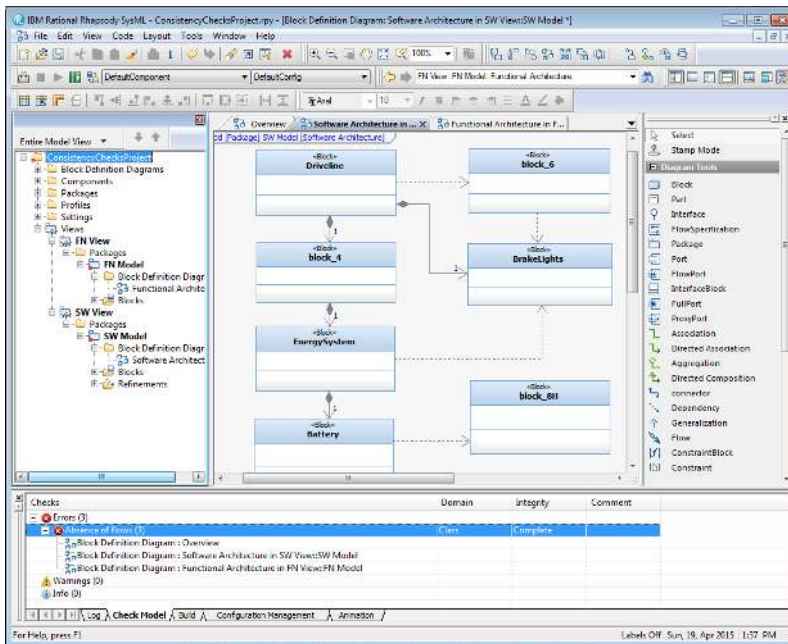 IBM Rational Rhapsody SysML - ConsistencyChecksProject.rpy - [Block Definition Diagram: Software Architecture in SW View::SW Model *]
File Edit View Code Layout Tools Window Help
100%
DefaultComponent DefaultConfig FN View::FN Model::Functional Architecture
Arial 10
Entire Model View
ConsistencyChecksProject
Block Definition Diagrams
Components
Packages
Profiles
Settings
Views
FN View
Packages
FN Model
Block Definition Diagr
Functional Archite
Blocks
SW View
Packages
SW Model
Block Definition Diagr
Software Architect
Blocks
Refinements
Overview Software Architecture in ... Functional Architecture in F...
[Package] SW Model [Software Architecture]
«Block»
Driveline
«Block»
block_6
1
«Block»
block_4
«Block»
BrakeLights
1
1
«Block»
EnergySystem
1
«Block»
Battery
«Block»
block_8H
Select
Stamp Mode
Diagram Tools
Block
Part
Interface
FlowSpecification
Package
Port
FlowPort
InterfaceBlock
FullPort
ProxyPort
Association
Directed Association
Aggregation
Directed Composition
connector
Dependency
Generalization
Flow
ConstraintBlock
Constraint
Checks Domain Integrity Comment
Errors (3)
Absence of flows (3) Class Complete
Block Definition Diagram : Overview
Block Definition Diagram : Software Architecture in SW View::SW Model
Block Definition Diagram : Functional Architecture in FN View::FN Model
Warnings (0)
Info (0)
Log Check Model Build Configuration Management Animation
For Help, press F1 Labels Off Sun, 19, Apr 2015 1:37 PM